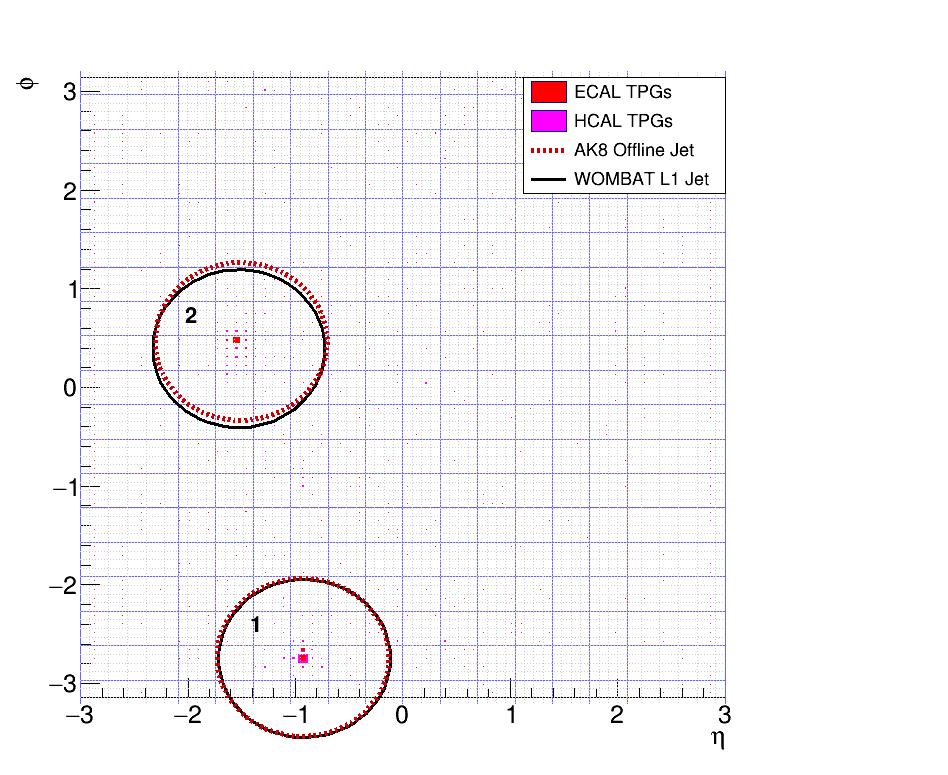 φ
3
ECAL TPGs
HCAL TPGs
AK8 Offline Jet
WOMBAT L1 Jet
2
1
2
0
−1
−2
1
−3
−3 −2 −1 0 1 2 3
η